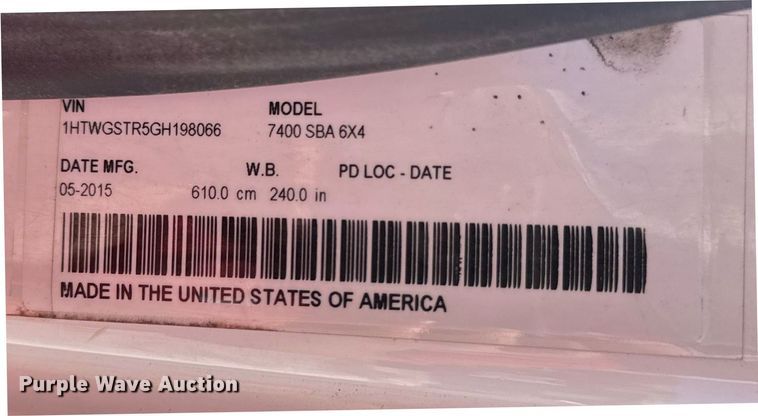 VIN MODEL
1HTWGSTR5GH198066 7400 SBA 6X4
DATE MFG. W.B. PD LOC - DATE
05-2015 610.0 cm 240.0 in
MADE IN THE UNITED STATES OF AMERICA
Purple Wave Auction